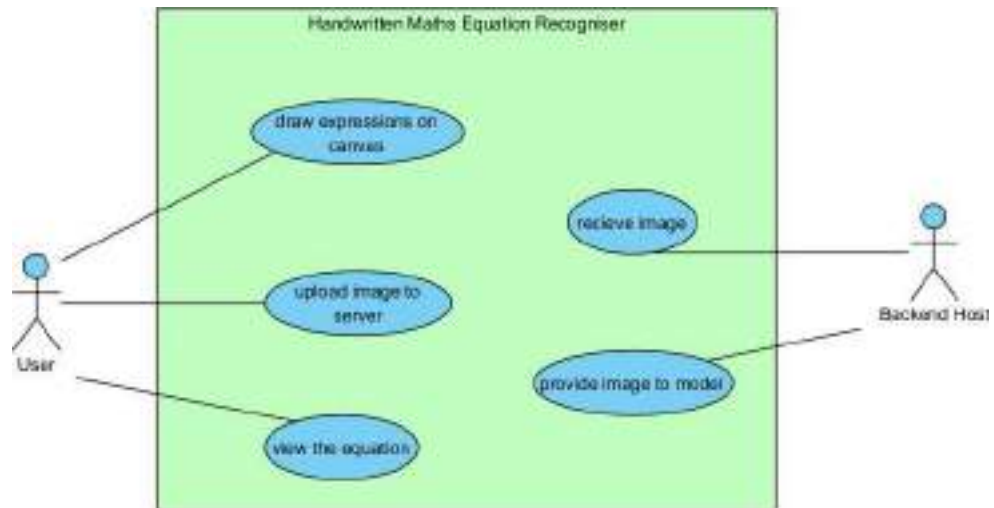 Handwritten Maths Equation Recogniser
draw expressions on
canvas
recieve image
upload image to
server
Backend Host
User
provide image to model
view the equation